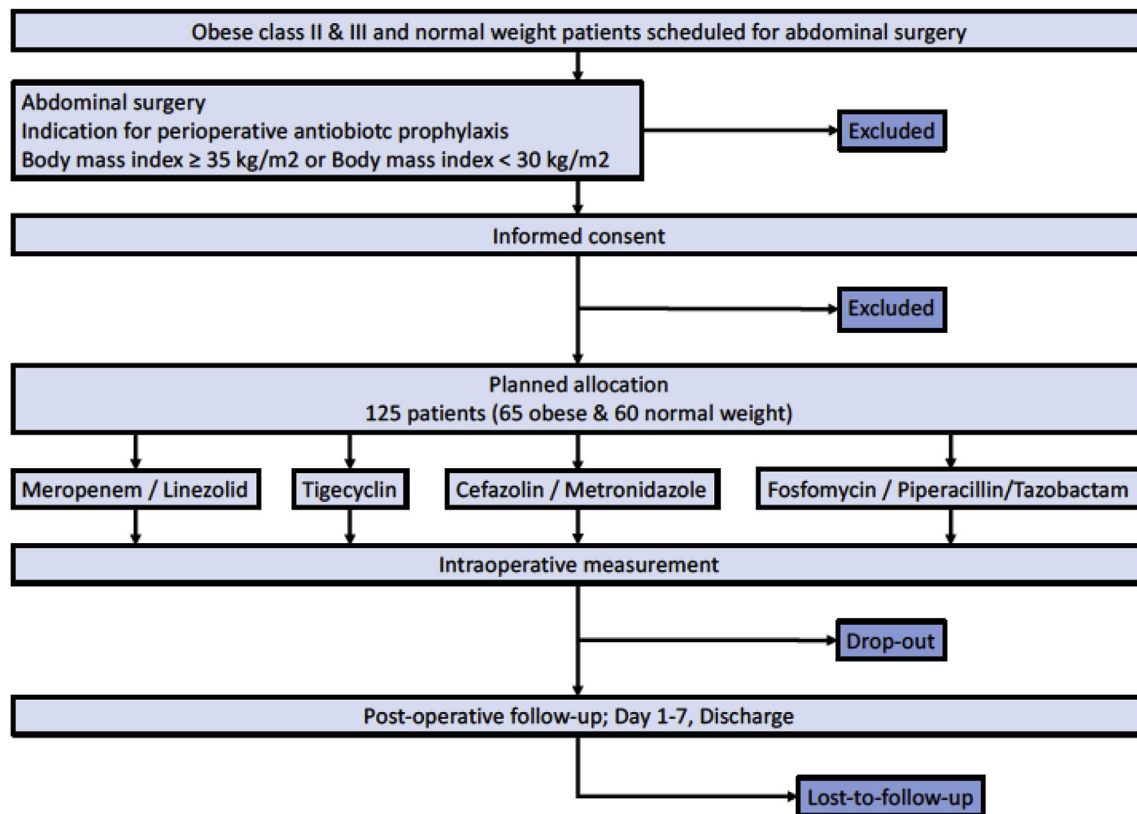 Obese class II & III and normal weight patients scheduled for abdominal surgery
Abdominal surgery
Indication for perioperative antiobiotc prophylaxis
Body mass index ≥ 35 kg/m2 or Body mass index < 30 kg/m2
Excluded
Informed consent
Excluded
Planned allocation
125 patients (65 obese & 60 normal weight)
Meropenem / Linezolid
Tigecyclin
Cefazolin / Metronidazole
Fosfomycin / Piperacillin/Tazobactam
Intraoperative measurement
Drop-out
Post-operative follow-up; Day 1-7, Discharge
Lost-to-follow-up